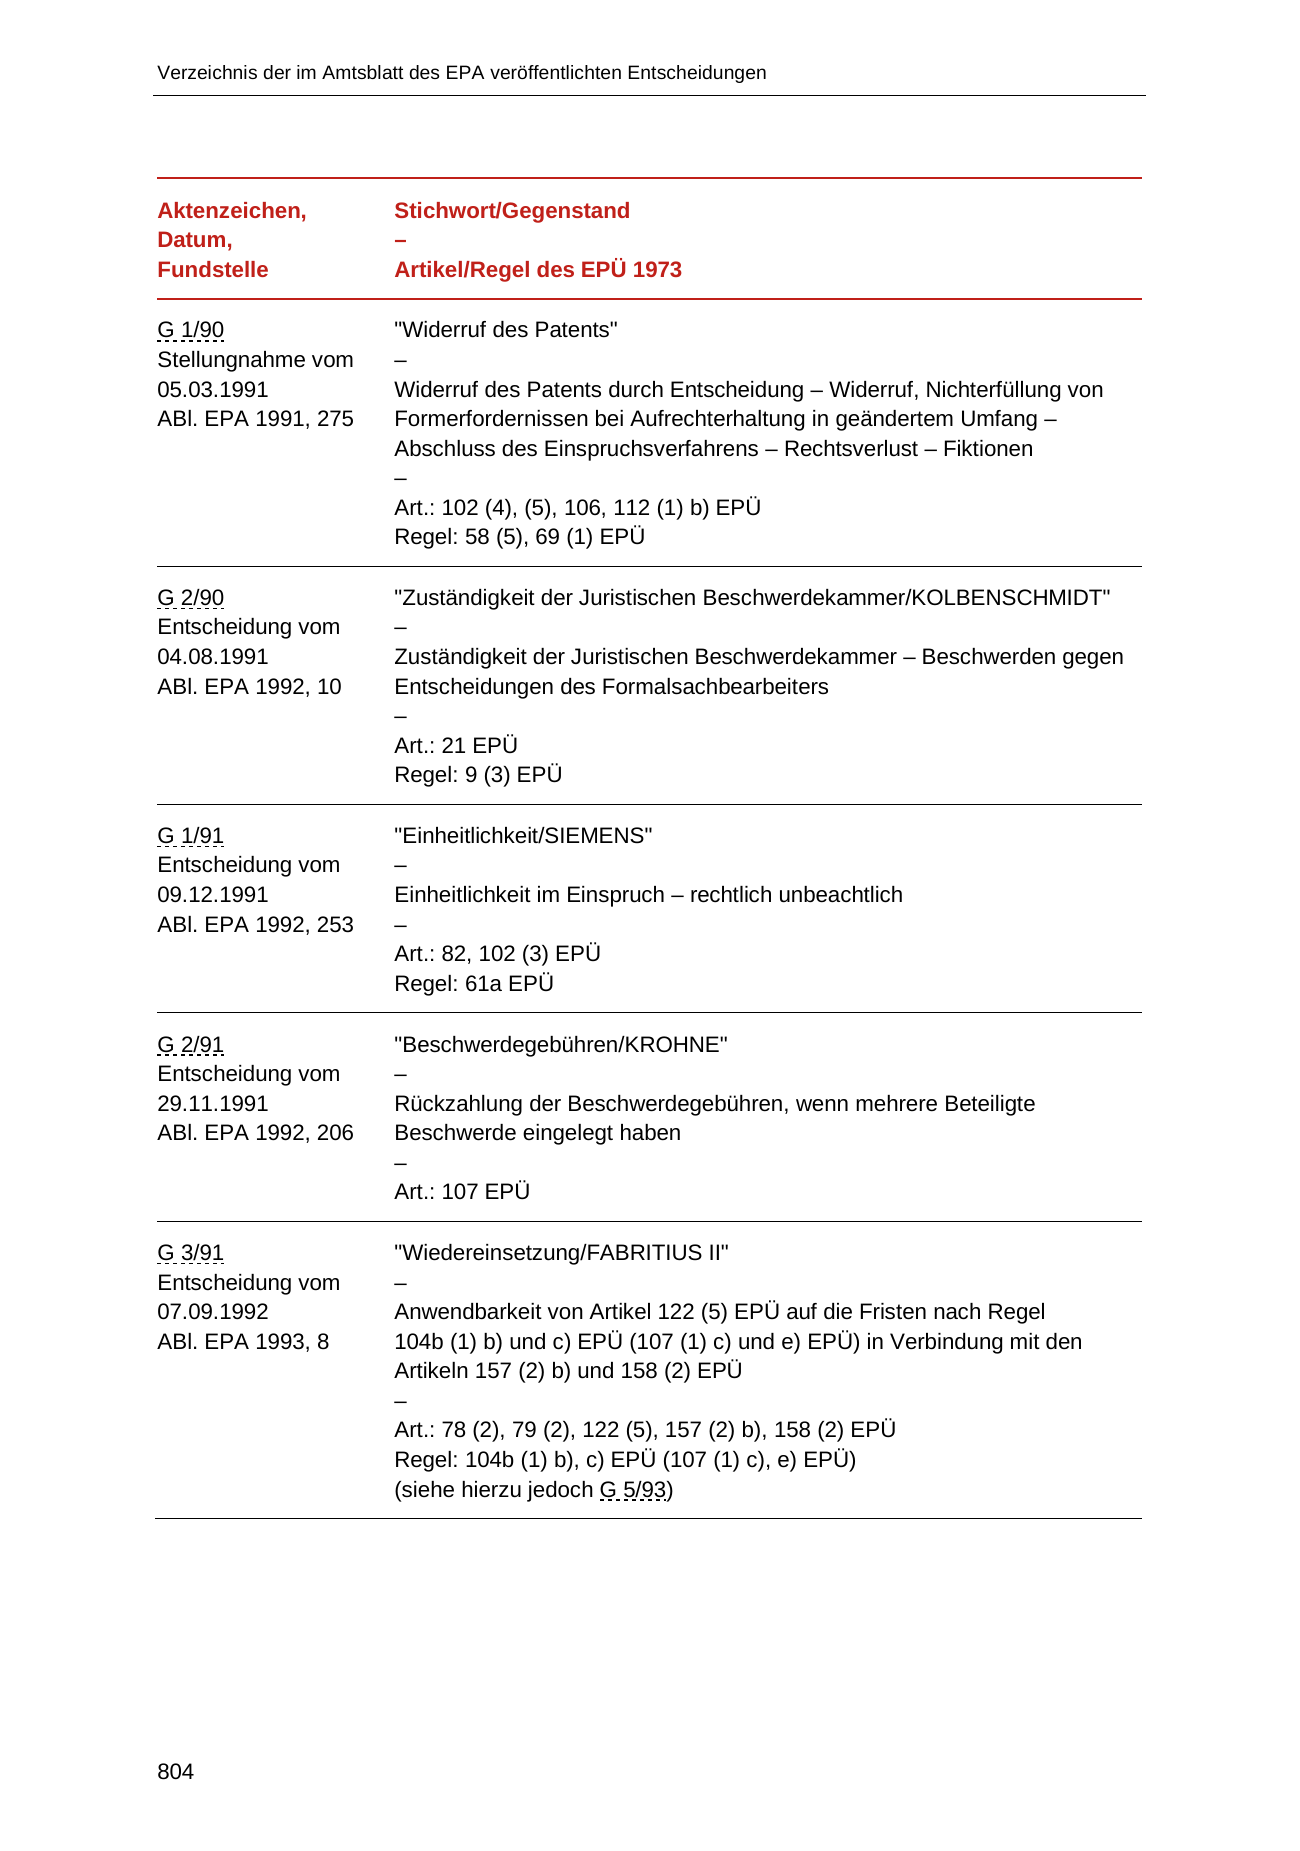 Verzeichnis der im Amtsblatt des EPA veröffentlichten Entscheidungen
Aktenzeichen,
Datum,
Fundstelle
Stichwort/Gegenstand
–
Artikel/Regel des EPÜ 1973
G 1/90
Stellungnahme vom
05.03.1991
ABl. EPA 1991, 275
"Widerruf des Patents"
–
Widerruf des Patents durch Entscheidung – Widerruf, Nichterfüllung von
Formerfordernissen bei Aufrechterhaltung in geändertem Umfang –
Abschluss des Einspruchsverfahrens – Rechtsverlust – Fiktionen
–
Art.: 102 (4), (5), 106, 112 (1) b) EPÜ
Regel: 58 (5), 69 (1) EPÜ
G 2/90
Entscheidung vom
04.08.1991
ABl. EPA 1992, 10
"Zuständigkeit der Juristischen Beschwerdekammer/KOLBENSCHMIDT"
–
Zuständigkeit der Juristischen Beschwerdekammer – Beschwerden gegen
Entscheidungen des Formalsachbearbeiters
–
Art.: 21 EPÜ
Regel: 9 (3) EPÜ
G 1/91
Entscheidung vom
09.12.1991
ABl. EPA 1992, 253
"Einheitlichkeit/SIEMENS"
–
Einheitlichkeit im Einspruch – rechtlich unbeachtlich
–
Art.: 82, 102 (3) EPÜ
Regel: 61a EPÜ
G 2/91
Entscheidung vom
29.11.1991
ABl. EPA 1992, 206
"Beschwerdegebühren/KROHNE"
–
Rückzahlung der Beschwerdegebühren, wenn mehrere Beteiligte
Beschwerde eingelegt haben
–
Art.: 107 EPÜ
G 3/91
Entscheidung vom
07.09.1992
ABl. EPA 1993, 8
"Wiedereinsetzung/FABRITIUS II"
–
Anwendbarkeit von Artikel 122 (5) EPÜ auf die Fristen nach Regel
104b (1) b) und c) EPÜ (107 (1) c) und e) EPÜ) in Verbindung mit den
Artikeln 157 (2) b) und 158 (2) EPÜ
–
Art.: 78 (2), 79 (2), 122 (5), 157 (2) b), 158 (2) EPÜ
Regel: 104b (1) b), c) EPÜ (107 (1) c), e) EPÜ)
(siehe hierzu jedoch G 5/93)
804